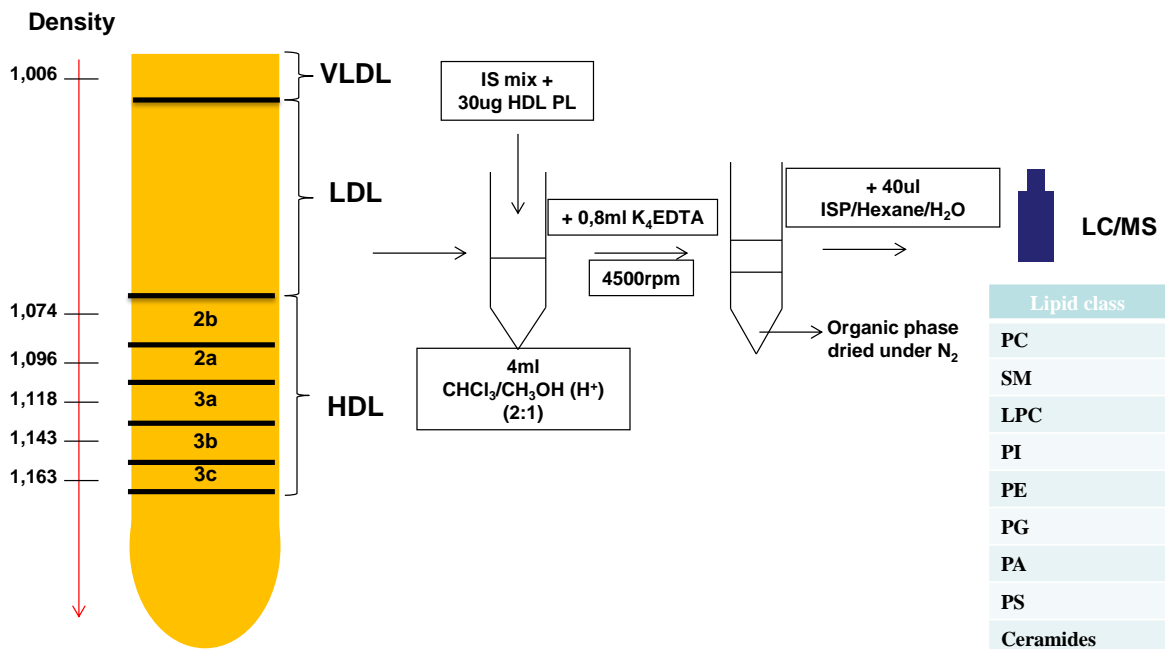 Density
1,006
1,074
1,096
1,118
1,143
1,163
VLDL
LDL
HDL
2b
2a
3a
3b
3c
IS mix +
30ug HDL PL
4ml
CHCl₃/CH₃OH (H⁺)
(2:1)
+ 0,8ml K₄EDTA
4500rpm
Organic phase
dried under N₂
+ 40ul
ISP/Hexane/H₂O
LC/MS
Lipid class
PC
SM
LPC
PI
PE
PG
PA
PS
Ceramides